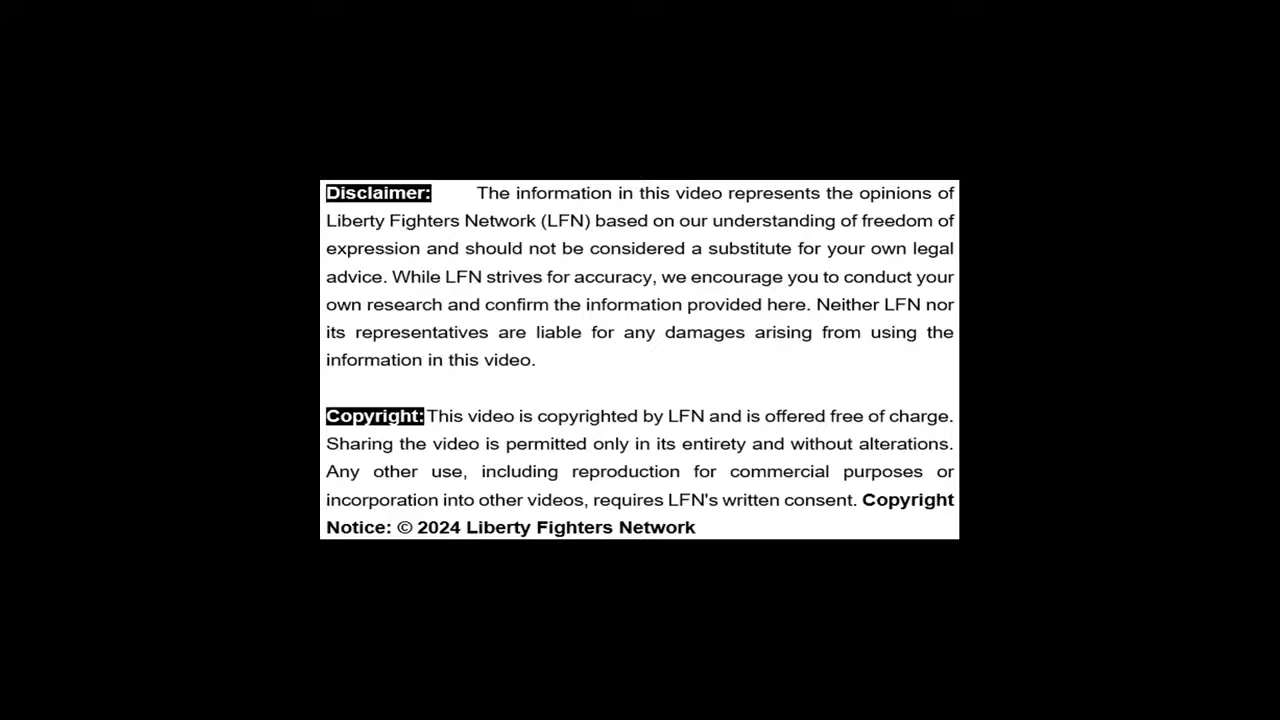 Disclaimer: The information in this video represents the opinions of
Liberty Fighters Network (LFN) based on our understanding of freedom of
expression and should not be considered a substitute for your own legal
advice. While LFN strives for accuracy, we encourage you to conduct your
own research and confirm the information provided here. Neither LFN nor
its representatives are liable for any damages arising from using the
information in this video.
Copyright: This video is copyrighted by LFN and is offered free of charge.
Sharing the video is permitted only in its entirety and without alterations.
Any other use, including reproduction for commercial purposes or
incorporation into other videos, requires LFN's written consent. Copyright
Notice: © 2024 Liberty Fighters Network